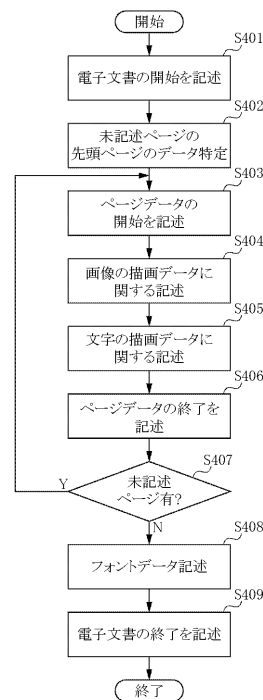 開始
S401
電子文書の開始を記述
S402
未記述ページの
先頭ページのデータ特定
S403
ページデータの
開始を記述
S404
画像の描画データに
関する記述
S405
文字の描画データに
関する記述
S406
ページデータの終了を
記述
S407
未記述
ページ有?
Y
N
S408
フォントデータ記述
S409
電子文書の終了を記述
終了